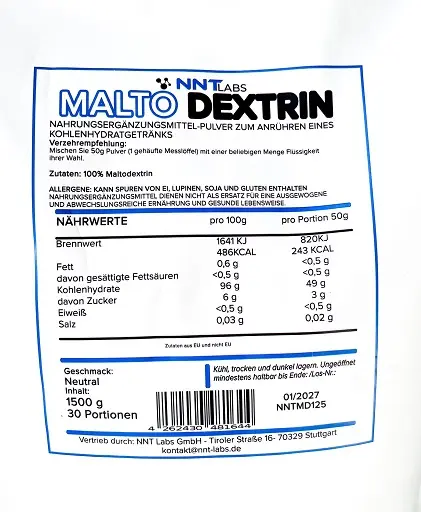 NNT LABS
MALTO DEXTRIN
NAHRUNGSERGÄNZUNGSMITTEL-PULVER ZUM ANRÜHREN EINES
KOHLENHYDRATGETRÄNKS
Verzehrempfehlung:
Mischen Sie 50g Pulver (1 gehäufte Messlöffel) mit einer beliebigen Menge Flüssigkeit
ihrer Wahl.
Zutaten: 100% Maltodextrin
ALLERGENE: KANN SPUREN VON EI, LUPINEN, SOJA UND GLUTEN ENTHALTEN
NAHRUNGSERGÄNZUNGSMITTEL DIENEN NICHT ALS ERSATZ FÜR EINE AUSGEWOGENE
UND ABWECHSLUNGSREICHE ERNÄHRUNG UND GESUNDE LEBENSWEISE.
NÄHRWERTE pro 100g pro Portion 50g
Brennwert 1641 KJ 820KJ
486KCAL 243 KCAL
Fett 0,6 g <0,5 g
davon gesättigte Fettsäuren <0,5 g <0,5 g
Kohlenhydrate 96 g 49 g
davon Zucker 6 g 3 g
Eiweiß <0,5 g <0,5 g
Salz 0,03 g 0,02 g
Zutaten aus EU und nicht EU
Geschmack:
Neutral
Inhalt:
1500 g
30 Portionen
Kühl, trocken und dunkel lagern. Ungeöffnet
mindestens haltbar bis Ende: /Los-Nr.:
01/2027
NNTMD125
4 262430 481644
Vertrieb durch: NNT Labs GmbH - Tiroler Straße 16- 70329 Stuttgart
kontakt@nnt-labs.de